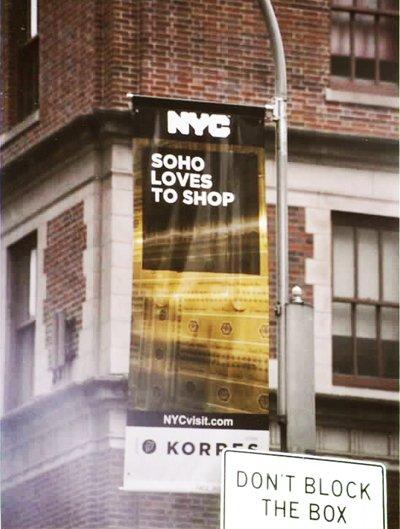 NYC
SOHO
LOVES
TO SHOP
NYCvisit.com
KORRES
DON'T BLOCK
THE BOX